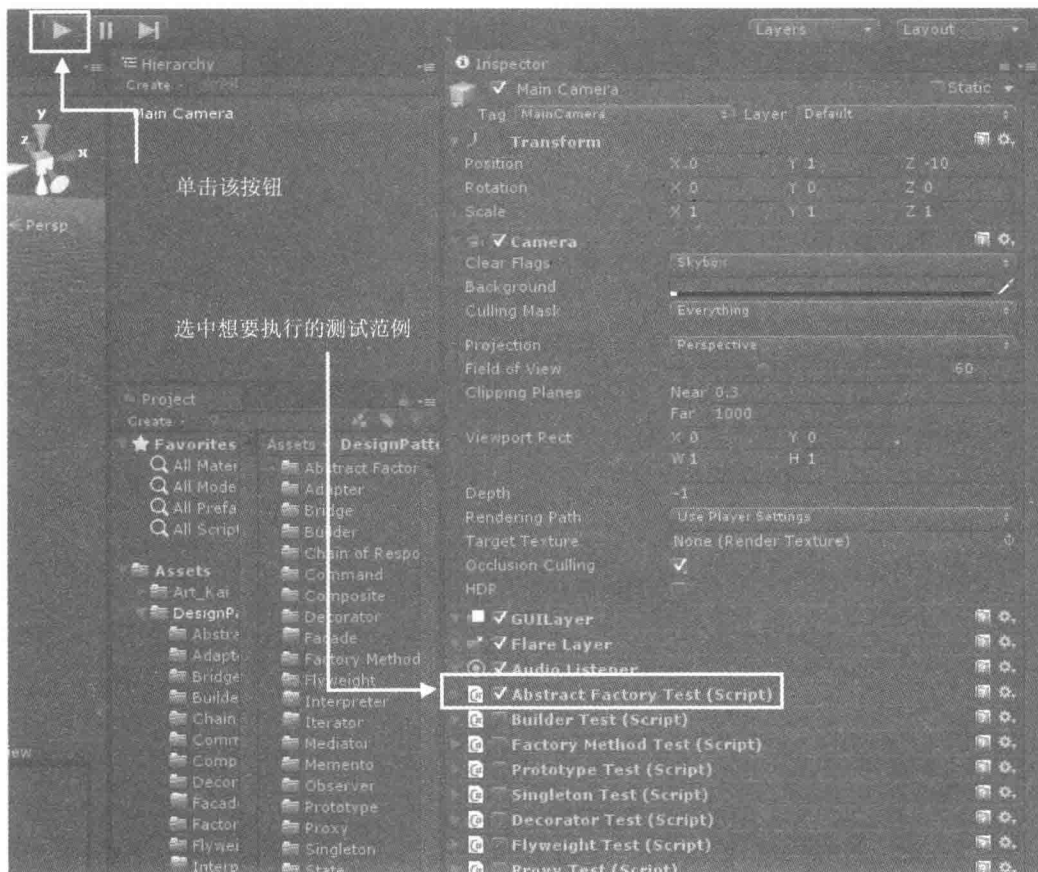 Layers
Layout
Hierarchy
Create
Main Camera
y
z
x
Persp
单击该按钮
选中想要执行的测试范例
Project
Create
Favorites
All Mater
All Mode
All Prefa
All Script
Assets
Art_Kai
DesignPa
Abstra
Adapt
Bridge
Builde
Chain
Comm
Comp
Decor
Facad
Factor
Flywei
Interp
Assets
DesignPatte
Abstract Factor
Adapter
Bridge
Builder
Chain of Respo
Command
Composite
Decorator
Facade
Factory Method
Flyweight
Interpreter
Iterator
Mediator
Memento
Observer
Prototype
Proxy
Singleton
State
Inspector
Main Camera
Static
Tag MainCamera
Layer Default
Transform
Position X 0 Y 1 Z -10
Rotation X 0 Y 0 Z 0
Scale X 1 Y 1 Z 1
Camera
Clear Flags Skybox
Background
Culling Mask Everything
Projection Perspective
Field of View 60
Clipping Planes Near 0.3
Far 1000
Viewport Rect X 0 Y 0
W 1 H 1
Depth -1
Rendering Path Use Player Settings
Target Texture None (Render Texture)
Occlusion Culling
HDR
GUILayer
Flare Layer
Audio Listener
Abstract Factory Test (Script)
Builder Test (Script)
Factory Method Test (Script)
Prototype Test (Script)
Singleton Test (Script)
Decorator Test (Script)
Flyweight Test (Script)
Proxy Test (Script)